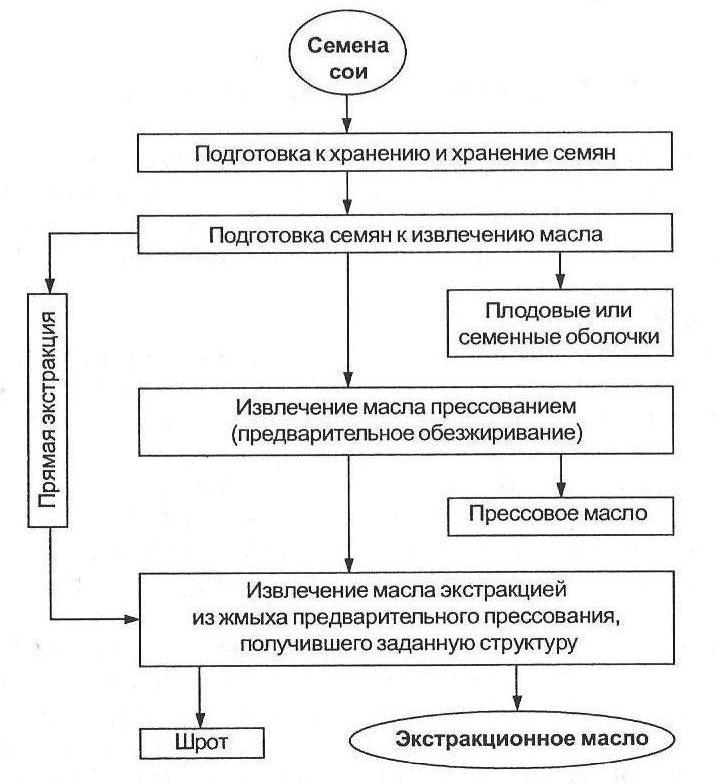 Семена
сои
Подготовка к хранению и хранение семян
Подготовка семян к извлечению масла
Плодовые или
семенные оболочки
Прямая экстракция
Извлечение масла прессованием
(предварительное обезжиривание)
Прессовое масло
Извлечение масла экстракцией
из жмыха предварительного прессования,
получившего заданную структуру
Шрот
Экстракционное масло